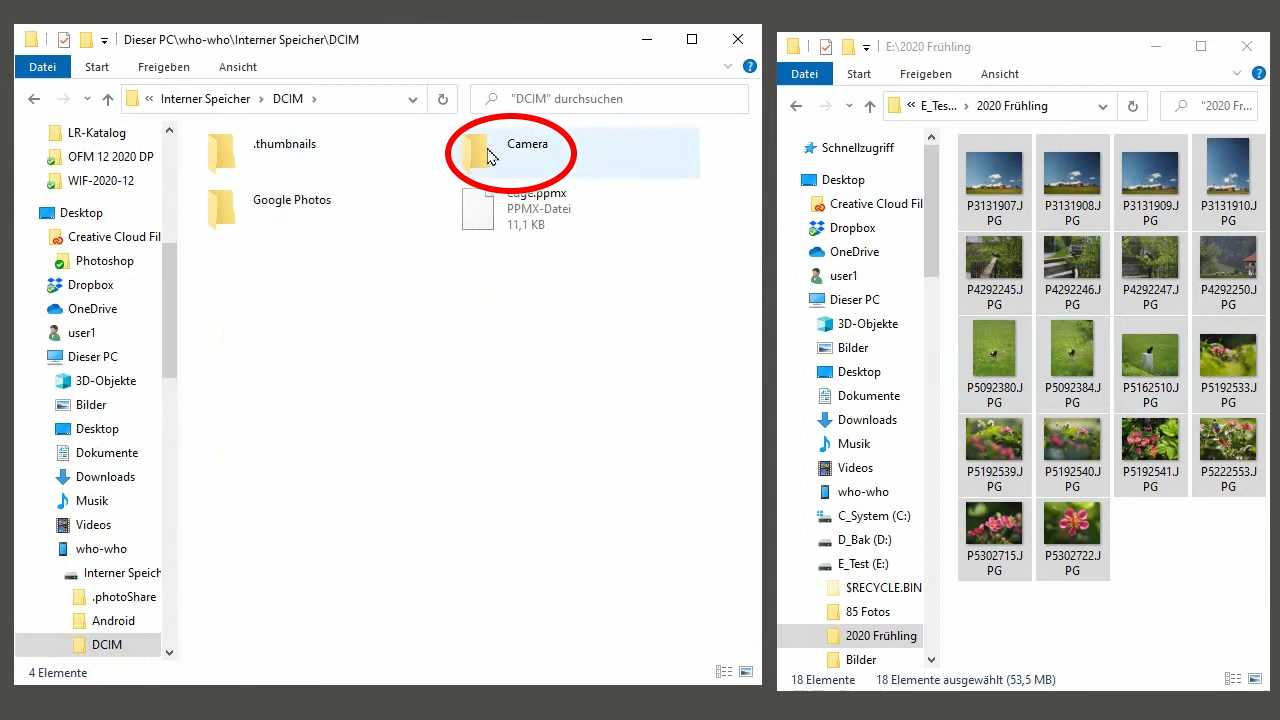 Dieser PC\who-who\Interner Speicher\DCIM
Datei Start Freigeben Ansicht
Interner Speicher DCIM
"DCIM" durchsuchen
LR-Katalog
OFM 12 2020 DP
WIF-2020-12
Desktop
Creative Cloud Fil
Photoshop
Dropbox
OneDrive
user1
Dieser PC
3D-Objekte
Bilder
Desktop
Dokumente
Downloads
Musik
Videos
who-who
Interner Speich
.photoShare
Android
DCIM
.thumbnails
Camera
Google Photos
edge.ppmx
PPMX-Datei
11,1 KB
4 Elemente
E:\2020 Frühling
Datei Start Freigeben Ansicht
E_Tes... 2020 Frühling
"2020 Fr...
Schnellzugriff
Desktop
Creative Cloud Fil
Dropbox
OneDrive
user1
Dieser PC
3D-Objekte
Bilder
Desktop
Dokumente
Downloads
Musik
Videos
who-who
C_System (C:)
D_Bak (D:)
E_Test (E:)
$RECYCLE.BIN
85 Fotos
2020 Frühling
Bilder
P3131907.J
PG
P3131908.J
PG
P3131909.J
PG
P3131910.J
PG
P4292245.J
PG
P4292246.J
PG
P4292247.J
PG
P4292250.J
PG
P5092380.J
PG
P5092384.J
PG
P5162510.J
PG
P5192533.J
PG
P5192539.J
PG
P5192540.J
PG
P5192541.J
PG
P5222553.J
PG
P5302715.J
PG
P5302722.J
PG
18 Elemente 18 Elemente ausgewählt (53,5 MB)